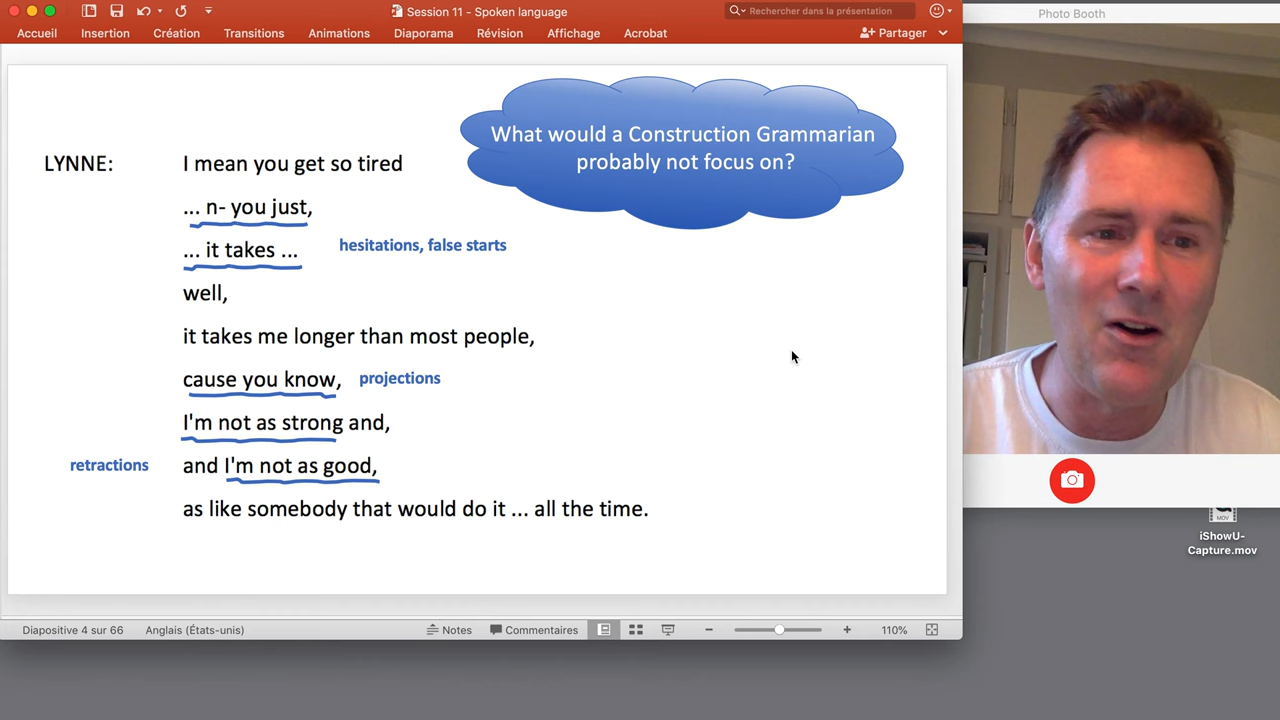 Session 11 - Spoken language
Rechercher dans la présentation
Accueil
Insertion
Création
Transitions
Animations
Diaporama
Révision
Affichage
Acrobat
Partager
Photo Booth
What would a Construction Grammarian
probably not focus on?
LYNNE: I mean you get so tired
... n- you just,
... it takes ...
hesitations, false starts
well,
it takes me longer than most people,
cause you know,
projections
I'm not as strong and,
retractions
and I'm not as good,
as like somebody that would do it ... all the time.
MOV
iShowU-
Capture.mov
Diapositive 4 sur 66
Anglais (États-unis)
Notes
Commentaires
110%